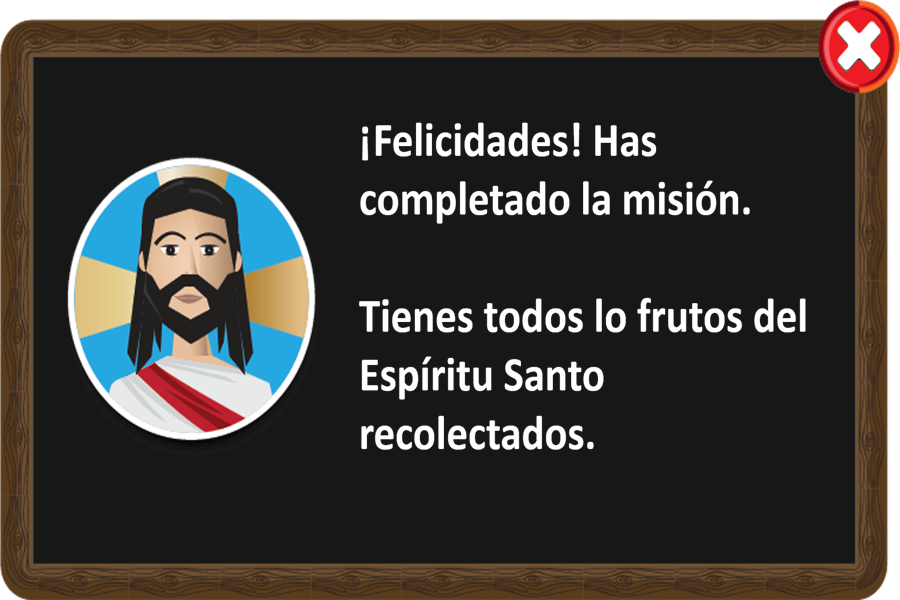 ¡Felicidades! Has
completado la misión.
Tienes todos lo frutos del
Espíritu Santo
recolectados.